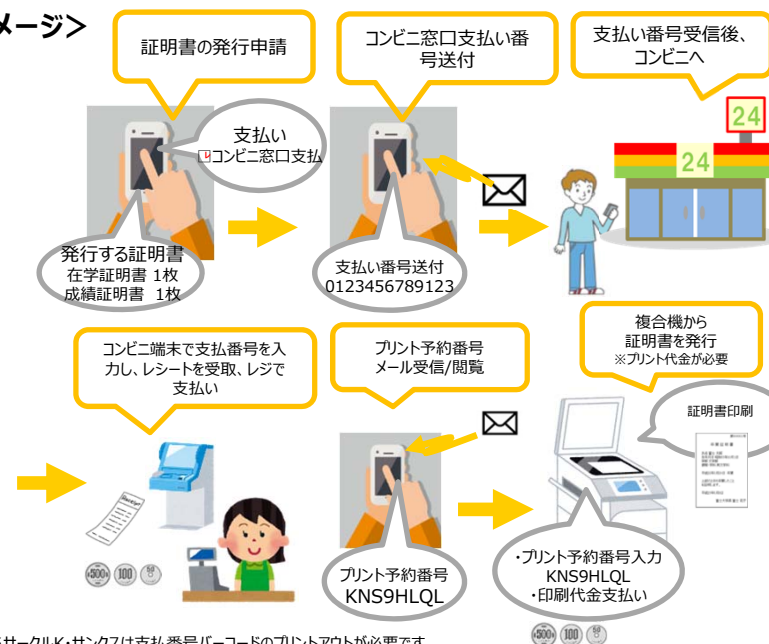 メージ＞
証明書の発行申請
コンビニ窓口支払い番
号送付
支払い番号受信後、
コンビニへ
支払い
コンビニ窓口支払
24
24
発行する証明書
在学証明書 1枚
成績証明書 1枚
支払い番号送付
0123456789123
コンビニ端末で支払番号を入
力し、レシートを受取、レジで
支払い
プリント予約番号
メール受信/閲覧
複合機から
証明書を発行
※プリント代金が必要
証明書印刷
Receipt
500 100 50
プリント予約番号
KNS9HLQL
・プリント予約番号入力
KNS9HLQL
・印刷代金支払い
500 100 50
サークルK・サンクスは支払番号バーコードのプリントアウトが必要です